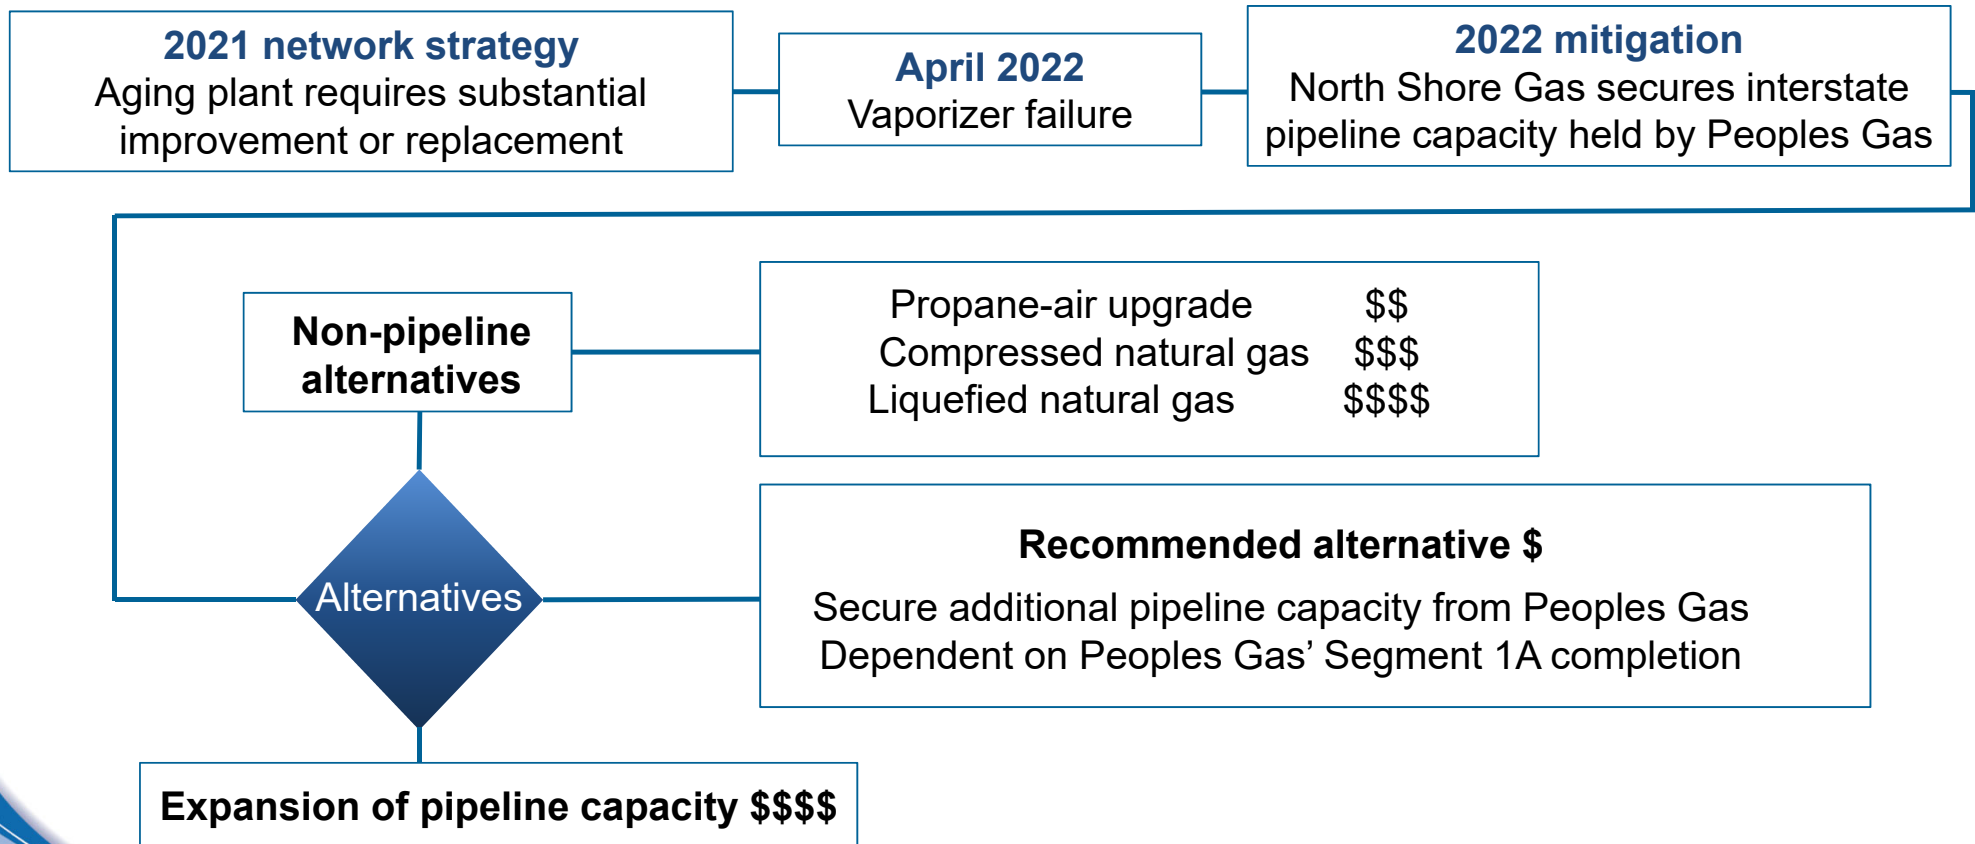 2021 network strategy
Aging plant requires substantial
improvement or replacement
April 2022
Vaporizer failure
2022 mitigation
North Shore Gas secures interstate
pipeline capacity held by Peoples Gas
Non-pipeline
alternatives
Propane-air upgrade $$
Compressed natural gas $$$
Liquefied natural gas $$$$
Alternatives
Recommended alternative $
Secure additional pipeline capacity from Peoples Gas
Dependent on Peoples Gas’ Segment 1A completion
Expansion of pipeline capacity $$$$